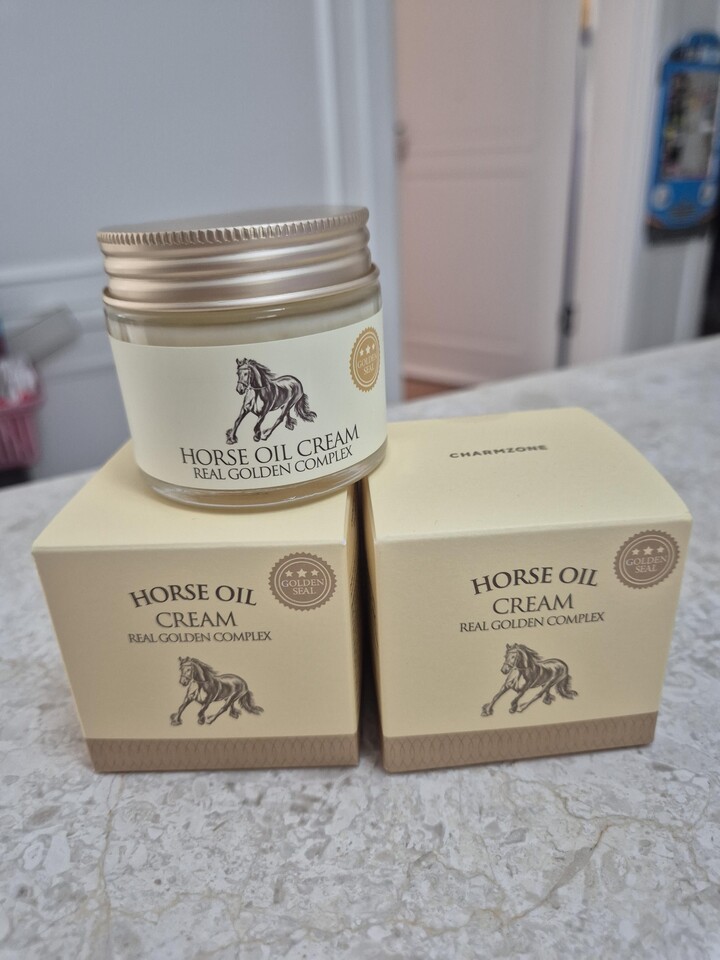 GOLDEN
SEAL
HORSE OIL CREAM
REAL GOLDEN COMPLEX
HORSE OIL
CREAM
REAL GOLDEN COMPLEX
GOLDEN
SEAL
CHARMZONE
HORSE OIL
CREAM
REAL GOLDEN COMPLEX
GOLDEN
SEAL